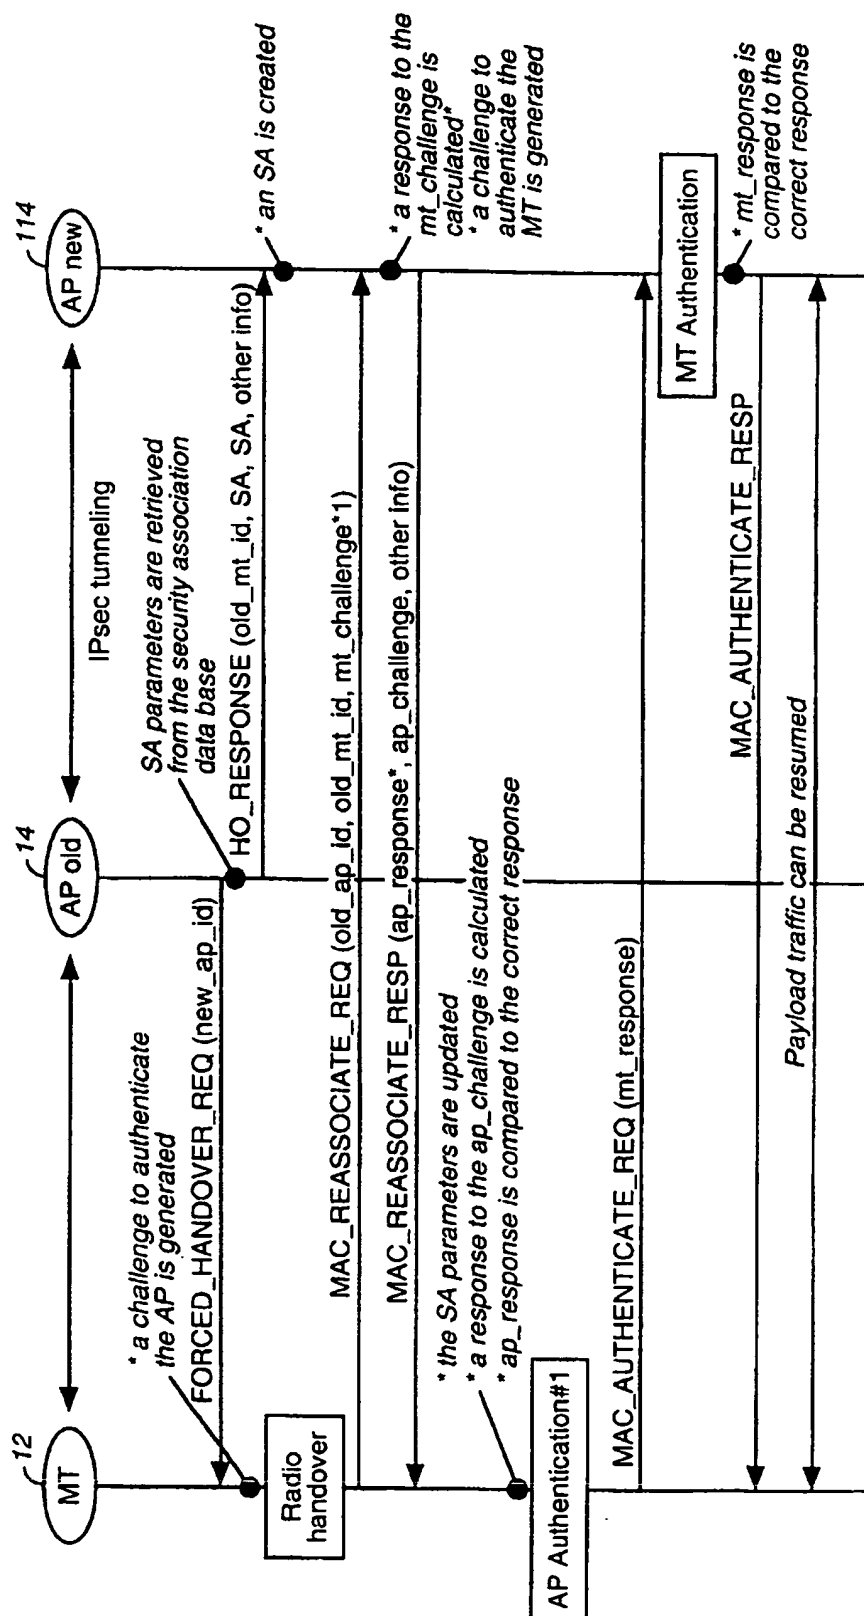 12
MT
14
AP old
114
AP new
IPsec tunneling
* a challenge to authenticate
the AP is generated
FORCED_HANDOVER_REQ (new_ap_id)
SA parameters are retrieved
from the security association
data base
HO_RESPONSE (old_mt_id, SA, SA, other info)
* an SA is created
Radio
handover
MAC_REASSOCIATE_REQ (old_ap_id, old_mt_id, mt_challenge*1)
* a response to the
mt_challenge is
calculated*
* a challenge to
authenticate the
MT is generated
MAC_REASSOCIATE_RESP (ap_response*, ap_challenge, other info)
* the SA parameters are updated
* a response to the ap_challenge is calculated
* ap_response is compared to the correct response
AP Authentication#1
MAC_AUTHENTICATE_REQ (mt_response)
MT Authentication
* mt_response is
compared to the
correct response
MAC_AUTHENTICATE_RESP
Payload traffic can be resumed